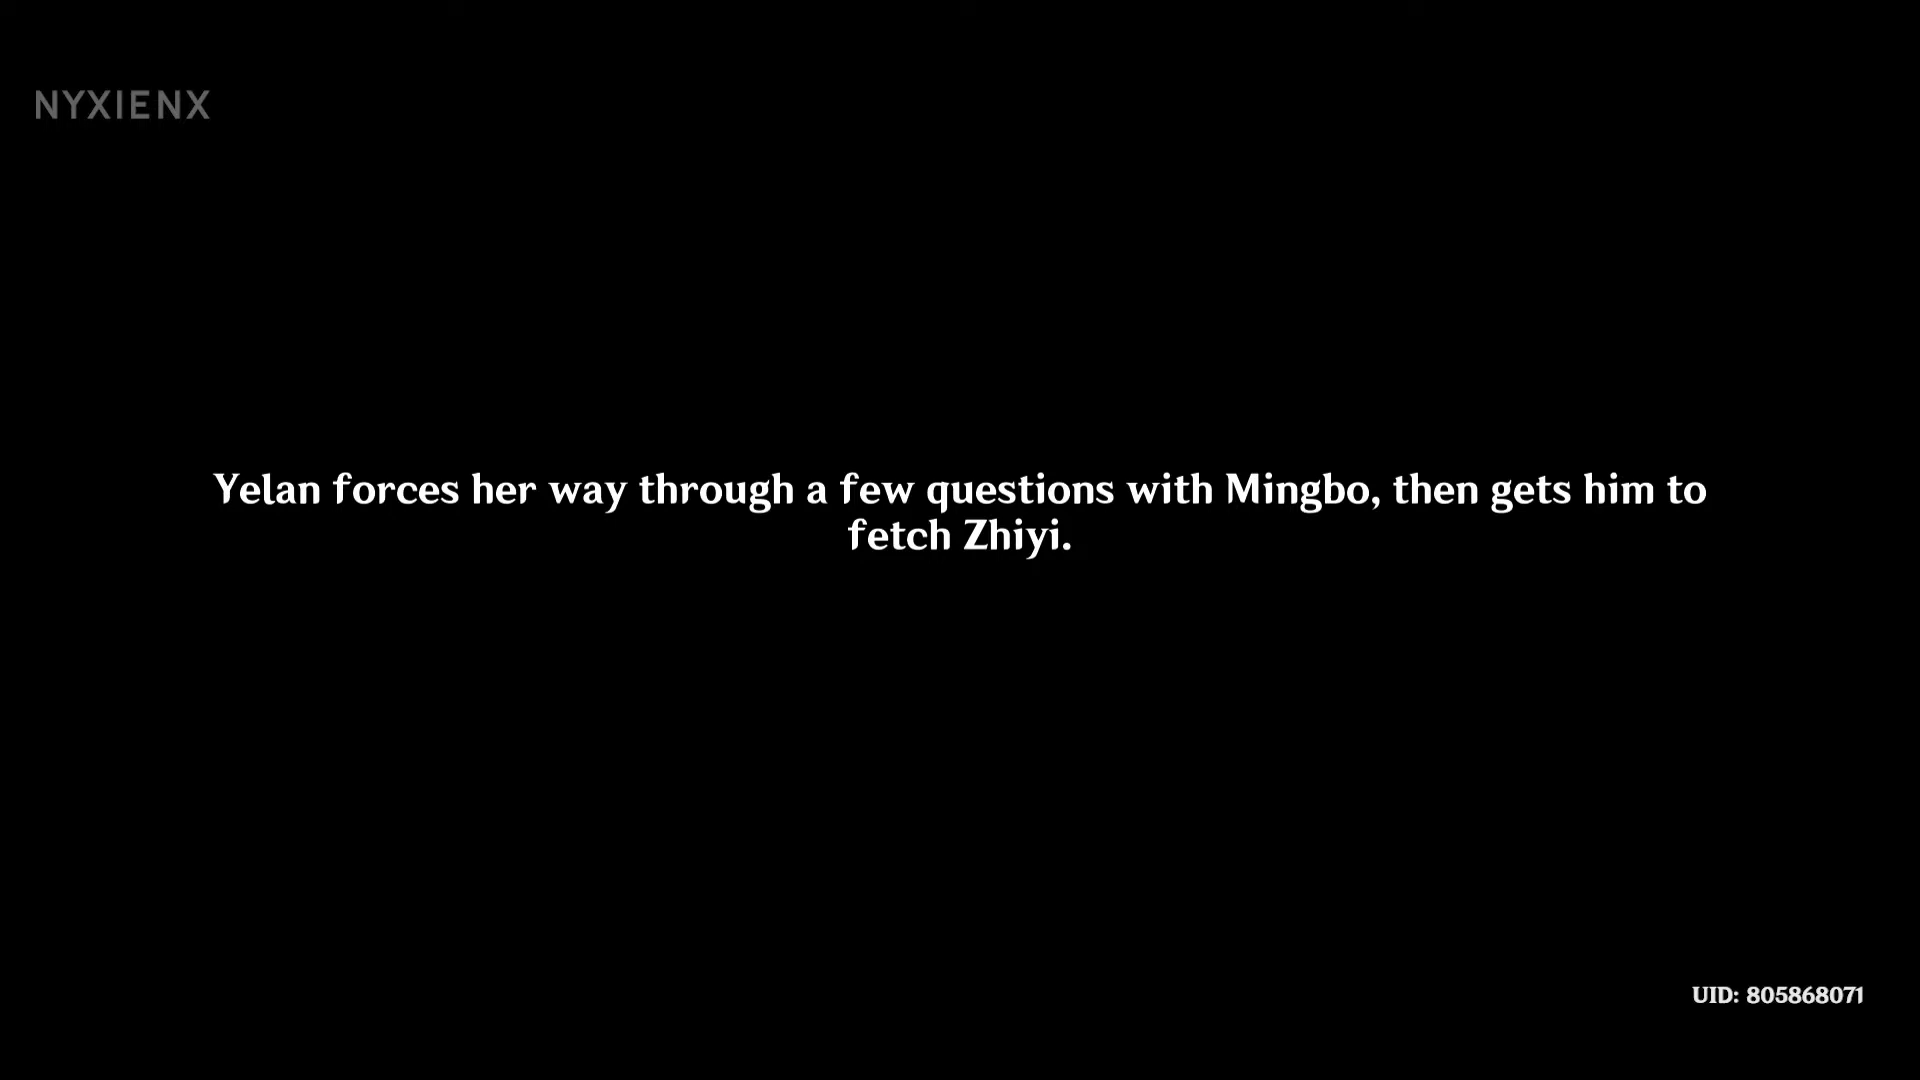 NYXIENX
Yelan forces her way through a few questions with Mingbo, then gets him to
fetch Zhiyi.
UID: 805868071